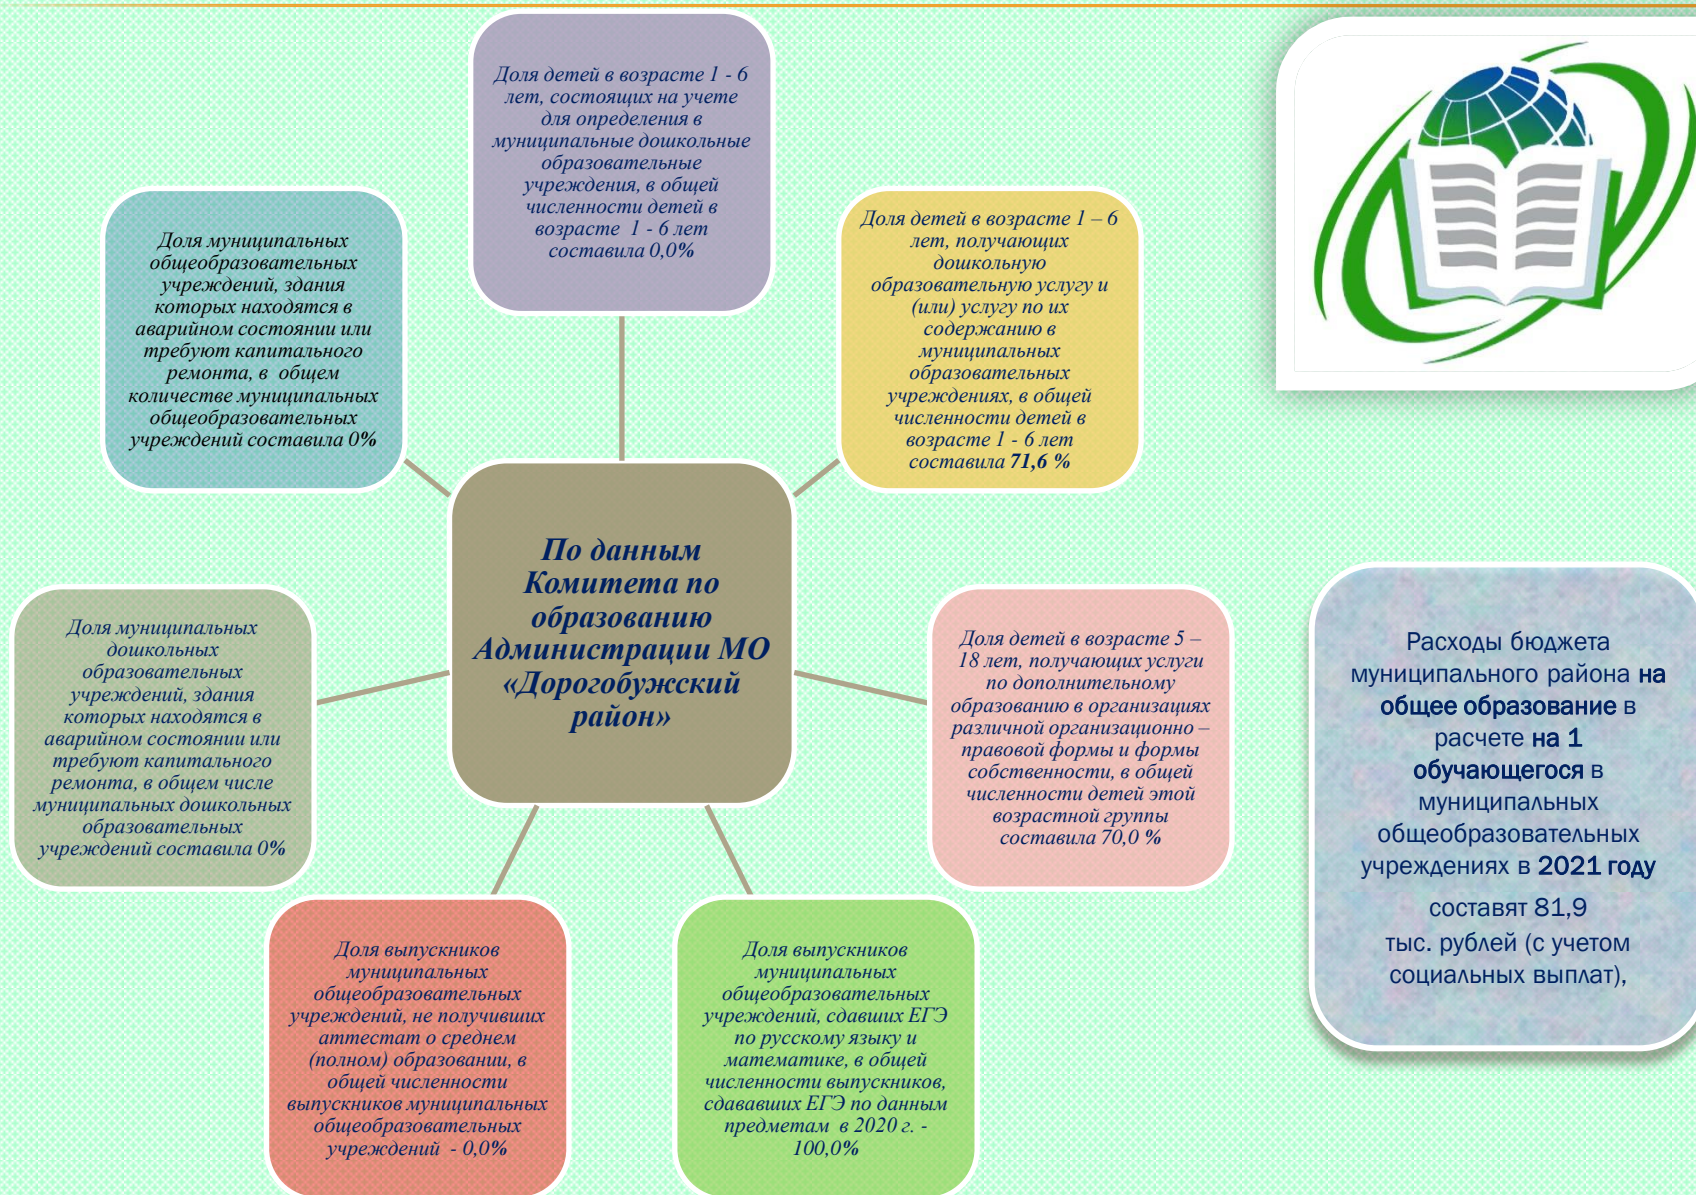 Доля детей в возрасте 1 - 6
лет, состоящих на учете
для определения в
муниципальные дошкольные
образовательные
учреждения, в общей
численности детей в
возрасте 1 - 6 лет
составила 0,0%
Доля детей в возрасте 1 – 6
лет, получающих
дошкольную
образовательную услугу и
(или) услугу по их
содержанию в
муниципальных
образовательных
учреждениях, в общей
численности детей в
возрасте 1 - 6 лет
составила 71,6 %
Доля детей в возрасте 5 –
18 лет, получающих услуги
по дополнительному
образованию в организациях
различной организационно –
правовой формы и формы
собственности, в общей
численности детей этой
возрастной группы
составила 70,0 %
Доля выпускников
муниципальных
общеобразовательных
учреждений, сдавших ЕГЭ
по русскому языку и
математике, в общей
численности выпускников,
сдававших ЕГЭ по данным
предметам в 2020 г. -
100,0%
Доля выпускников
муниципальных
общеобразовательных
учреждений, не получивших
аттестат о среднем
(полном) образовании, в
общей численности
выпускников муниципальных
общеобразовательных
учреждений - 0,0%
Доля муниципальных
дошкольных
образовательных
учреждений, здания
которых находятся в
аварийном состоянии или
требуют капитального
ремонта, в общем числе
муниципальных дошкольных
образовательных
учреждений составила 0%
Доля муниципальных
общеобразовательных
учреждений, здания
которых находятся в
аварийном состоянии или
требуют капитального
ремонта, в общем
количестве муниципальных
общеобразовательных
учреждений составила 0%
По данным
Комитета по
образованию
Администрации МО
«Дорогобужский
район»
Расходы бюджета
муниципального района на
общее образование в
расчете на 1
обучающегося в
муниципальных
общеобразовательных
учреждениях в 2021 году
составят 81,9
тыс. рублей (с учетом
социальных выплат),